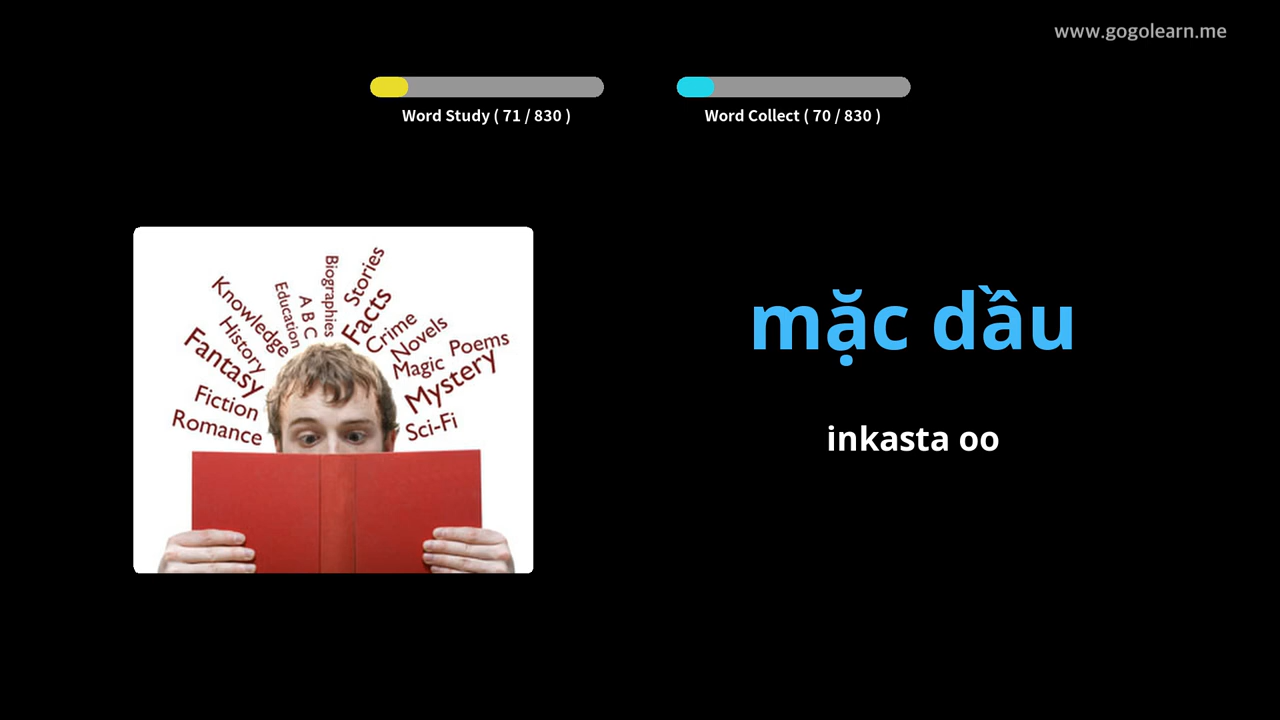 www.gogolearn.me
Word Study ( 71 / 830 )
Word Collect ( 70 / 830 )
Knowledge
Education
A B C
Biographies
Stories
Facts
Crime
Novels
Poems
History
Fantasy
Magic
Mystery
Fiction
Romance
Sci-Fi
mặc dầu
inkasta oo